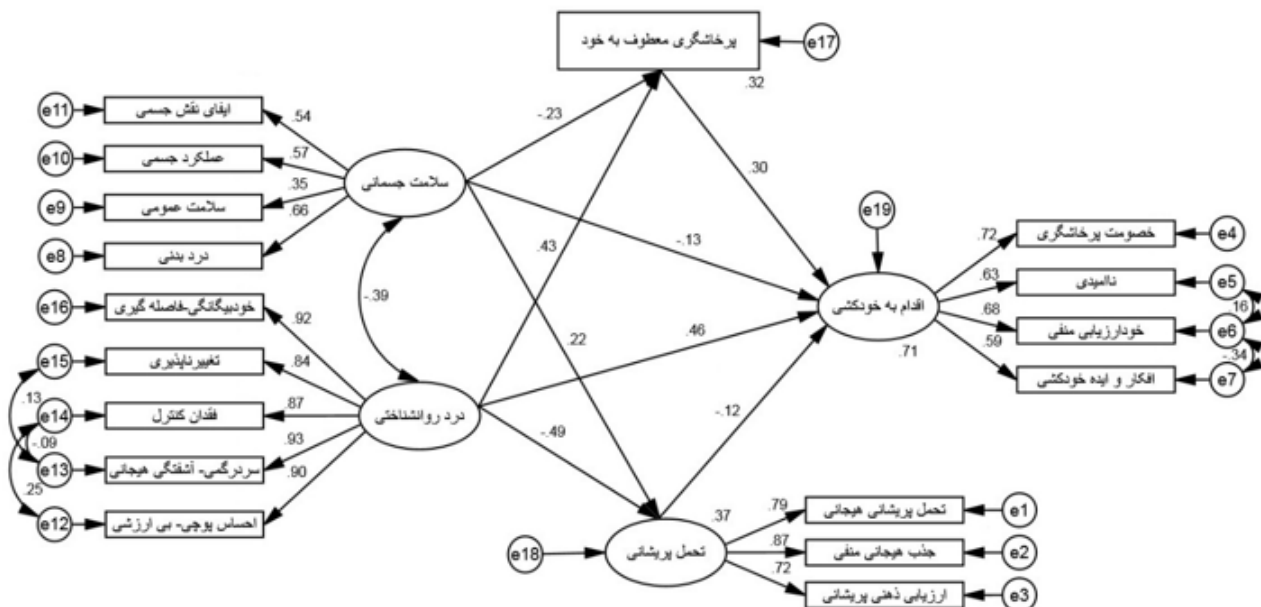 پرخاشگری معطوف به خود
e17
.32
e11
ایفای نقش جسمی
.54
e10
عملکرد جسمی
.57
e9
سلامت عمومی
.35
e8
درد بدنی
.66
سلامت جسمانی
-.23
.30
-.13
.43
.22
-.39
e16
خودبیگانگی-فاصله گیری
.92
e15
تغییرناپذیری
.84
e14
فقدان کنترل
.87
e13
سردرگمی- آشفتگی هیجانی
.93
e12
احساس پوچی- بی ارزشی
.90
.13
-.09
.25
درد روانشناختی
.46
-.49
-.12
e19
اقدام به خودکشی
.71
.72
خصومت پرخاشگری
e4
.63
ناامیدی
e5
.68
خودارزیابی منفی
e6
.59
افکار و ایده خودکشی
e7
16
-.34
e18
تحمل پریشانی
.37
.79
تحمل پریشانی هیجانی
e1
.87
جذب هیجانی منفی
e2
.72
ارزیابی ذهنی پریشانی
e3